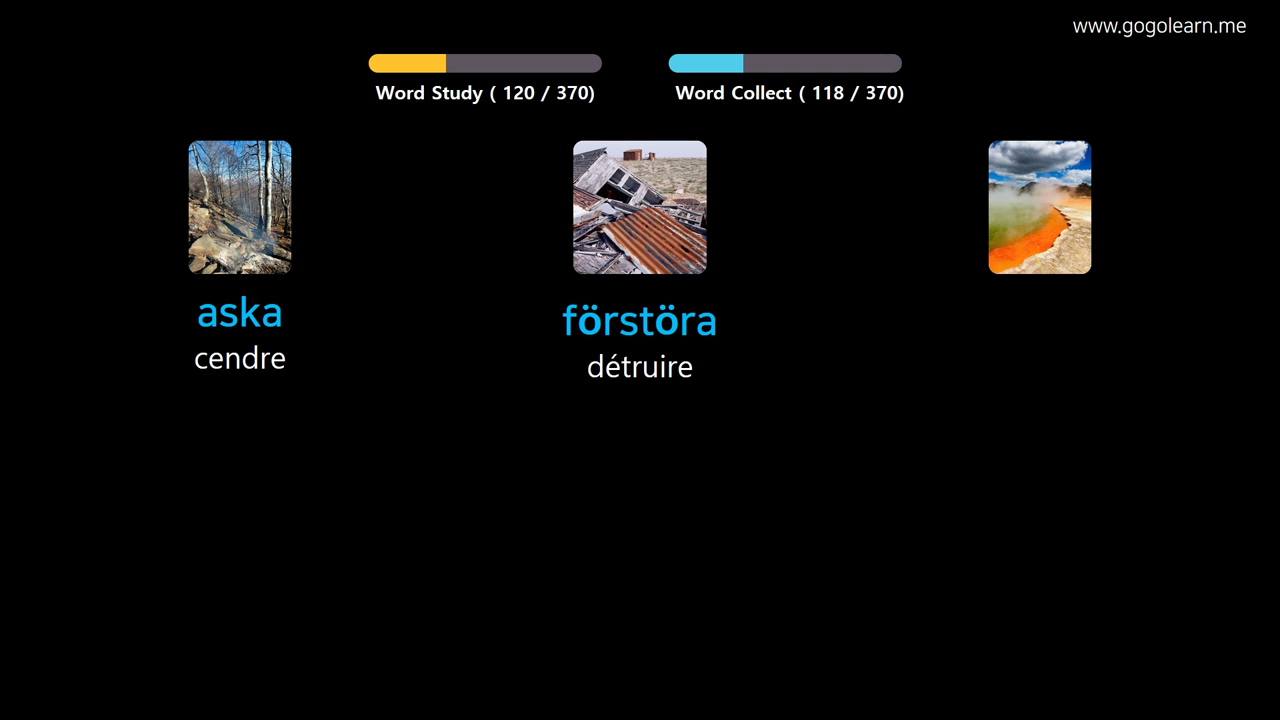 www.gogolearn.me
Word Study ( 120 / 370)
Word Collect ( 118 / 370)
aska
cendre
förstöra
détruire